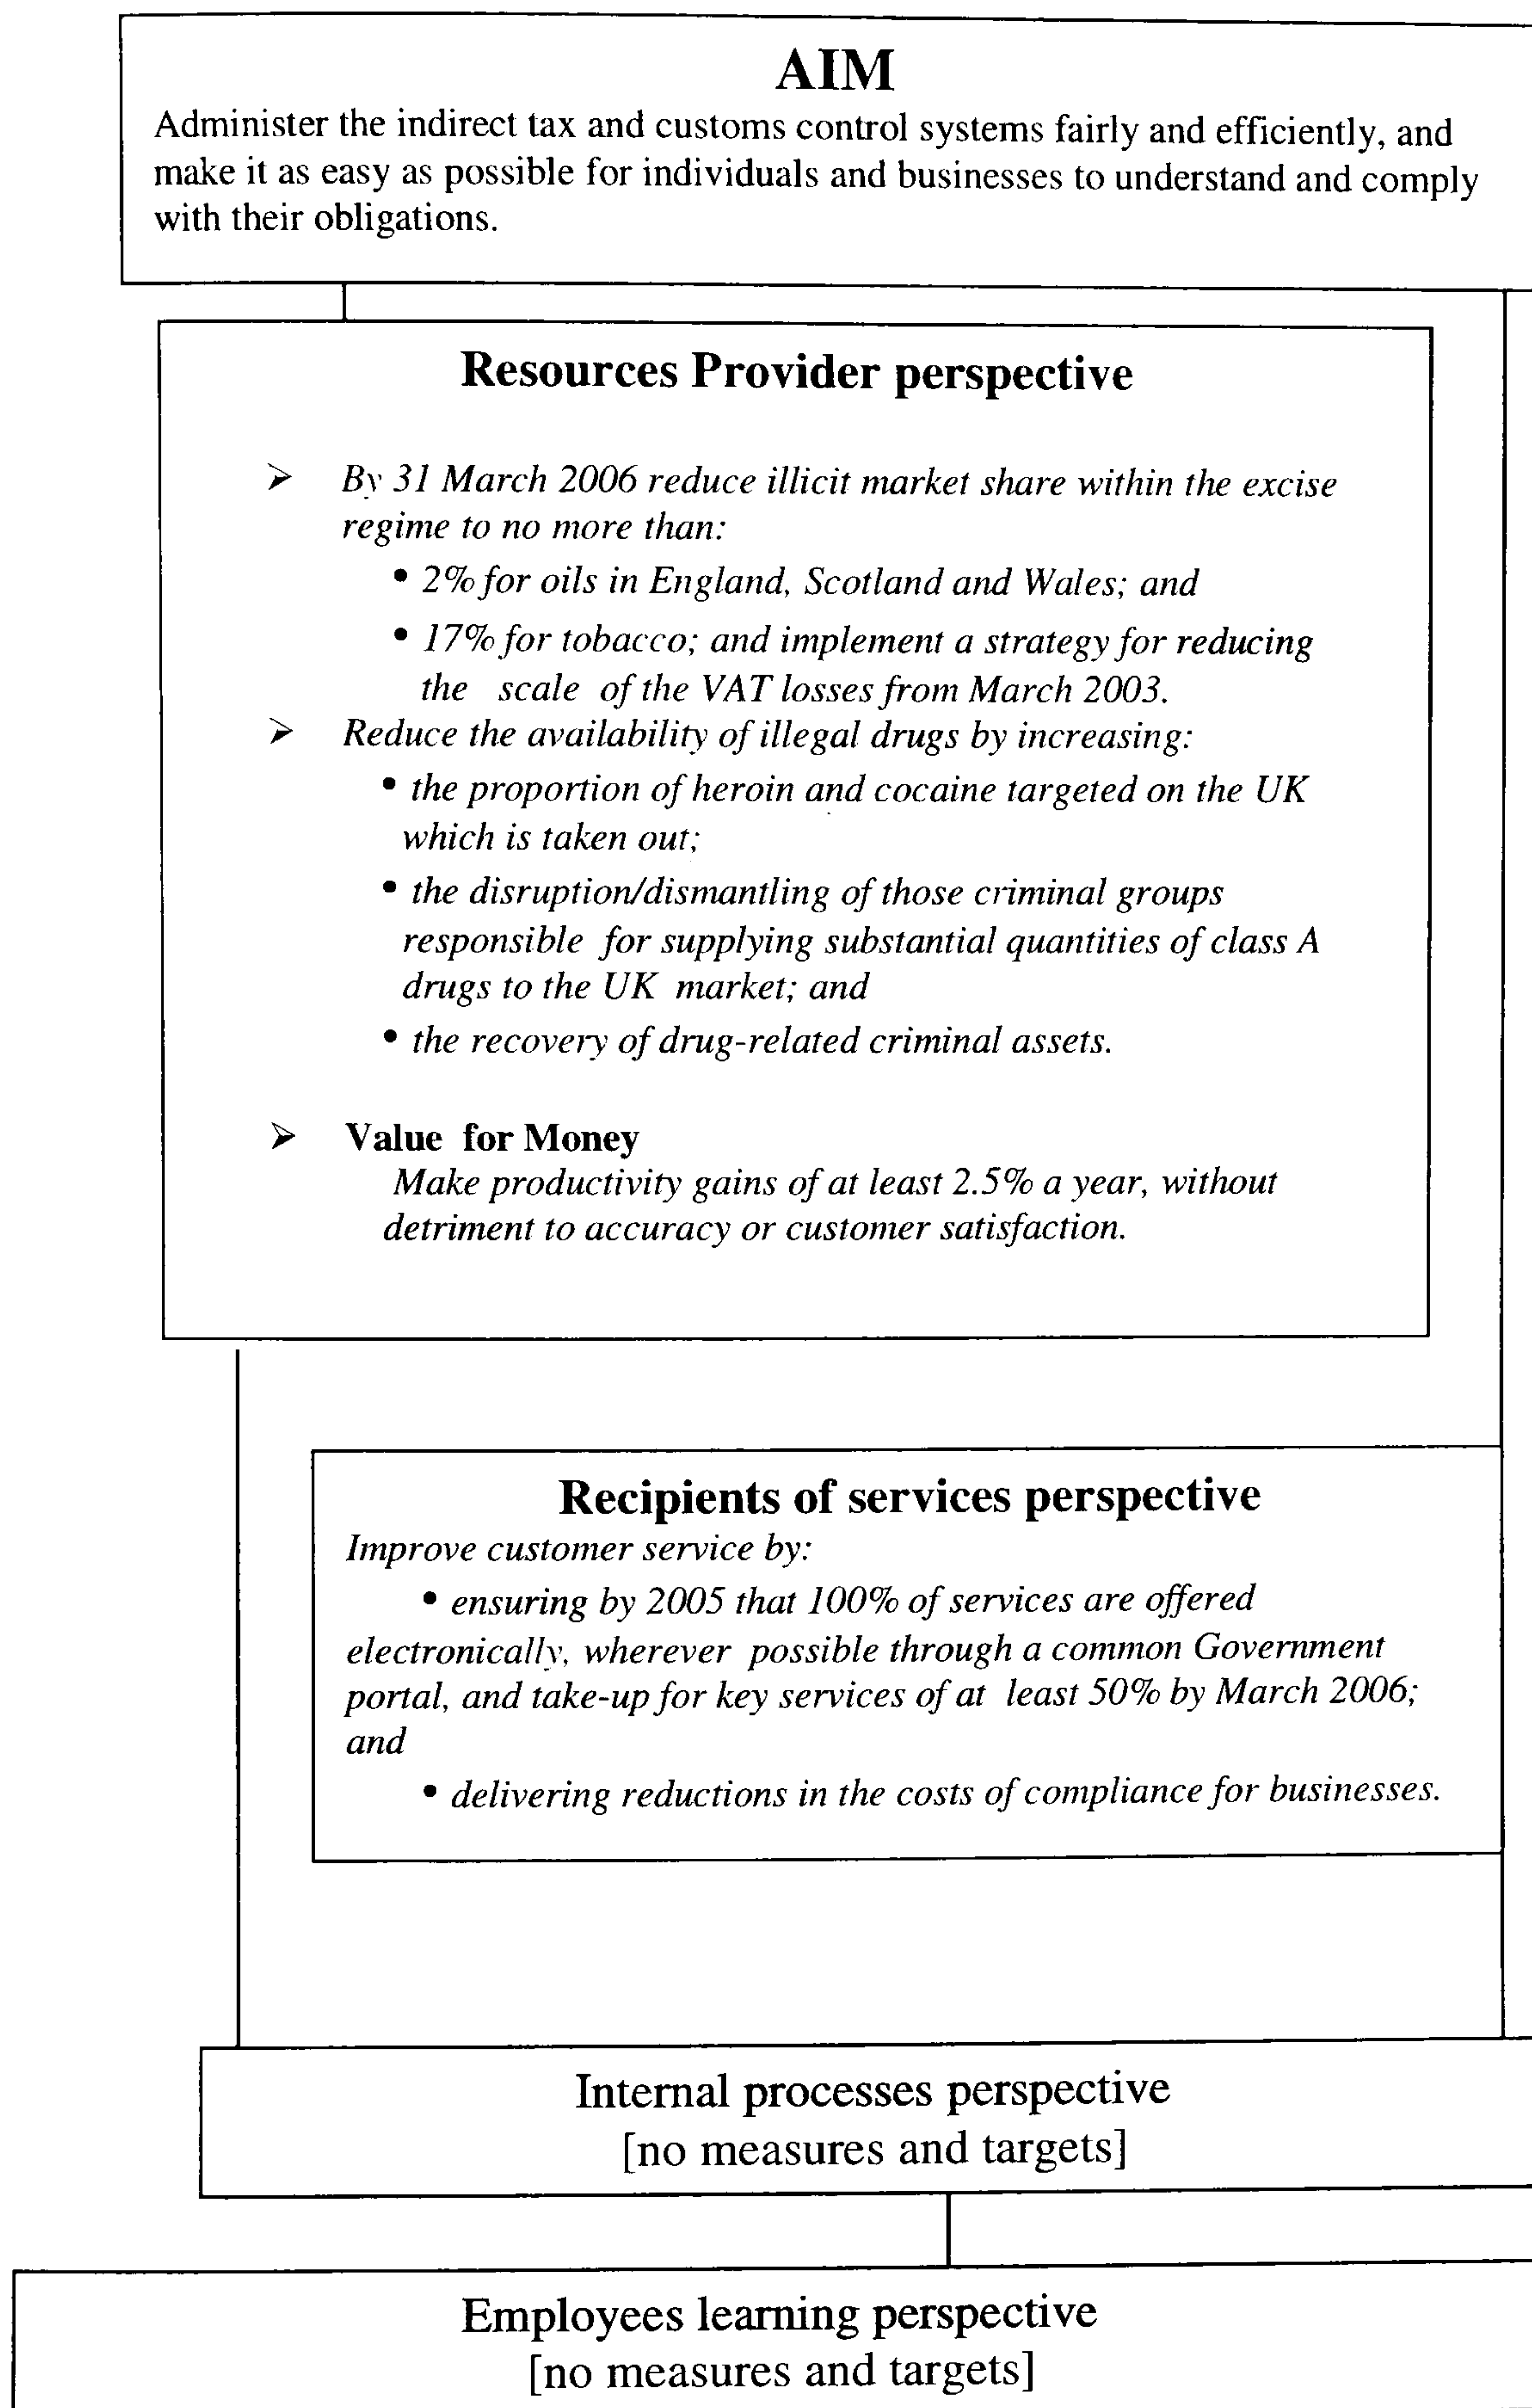 AIM
Administer the indirect tax and customs control systems fairly and efficiently, and
make it as easy as possible for individuals and businesses to understand and comply
with their obligations.
Resources Provider perspective
➢ By 31 March 2006 reduce illicit market share within the excise
regime to no more than:
• 2% for oils in England, Scotland and Wales; and
• 17% for tobacco; and implement a strategy for reducing
the scale of the VAT losses from March 2003.
➢ Reduce the availability of illegal drugs by increasing:
• the proportion of heroin and cocaine targeted on the UK
which is taken out;
• the disruption/dismantling of those criminal groups
responsible for supplying substantial quantities of class A
drugs to the UK market; and
• the recovery of drug-related criminal assets.
➢ Value for Money
Make productivity gains of at least 2.5% a year, without
detriment to accuracy or customer satisfaction.
Recipients of services perspective
Improve customer service by:
• ensuring by 2005 that 100% of services are offered
electronically, wherever possible through a common Government
portal, and take-up for key services of at least 50% by March 2006;
and
• delivering reductions in the costs of compliance for businesses.
Internal processes perspective
[no measures and targets]
Employees learning perspective
[no measures and targets]